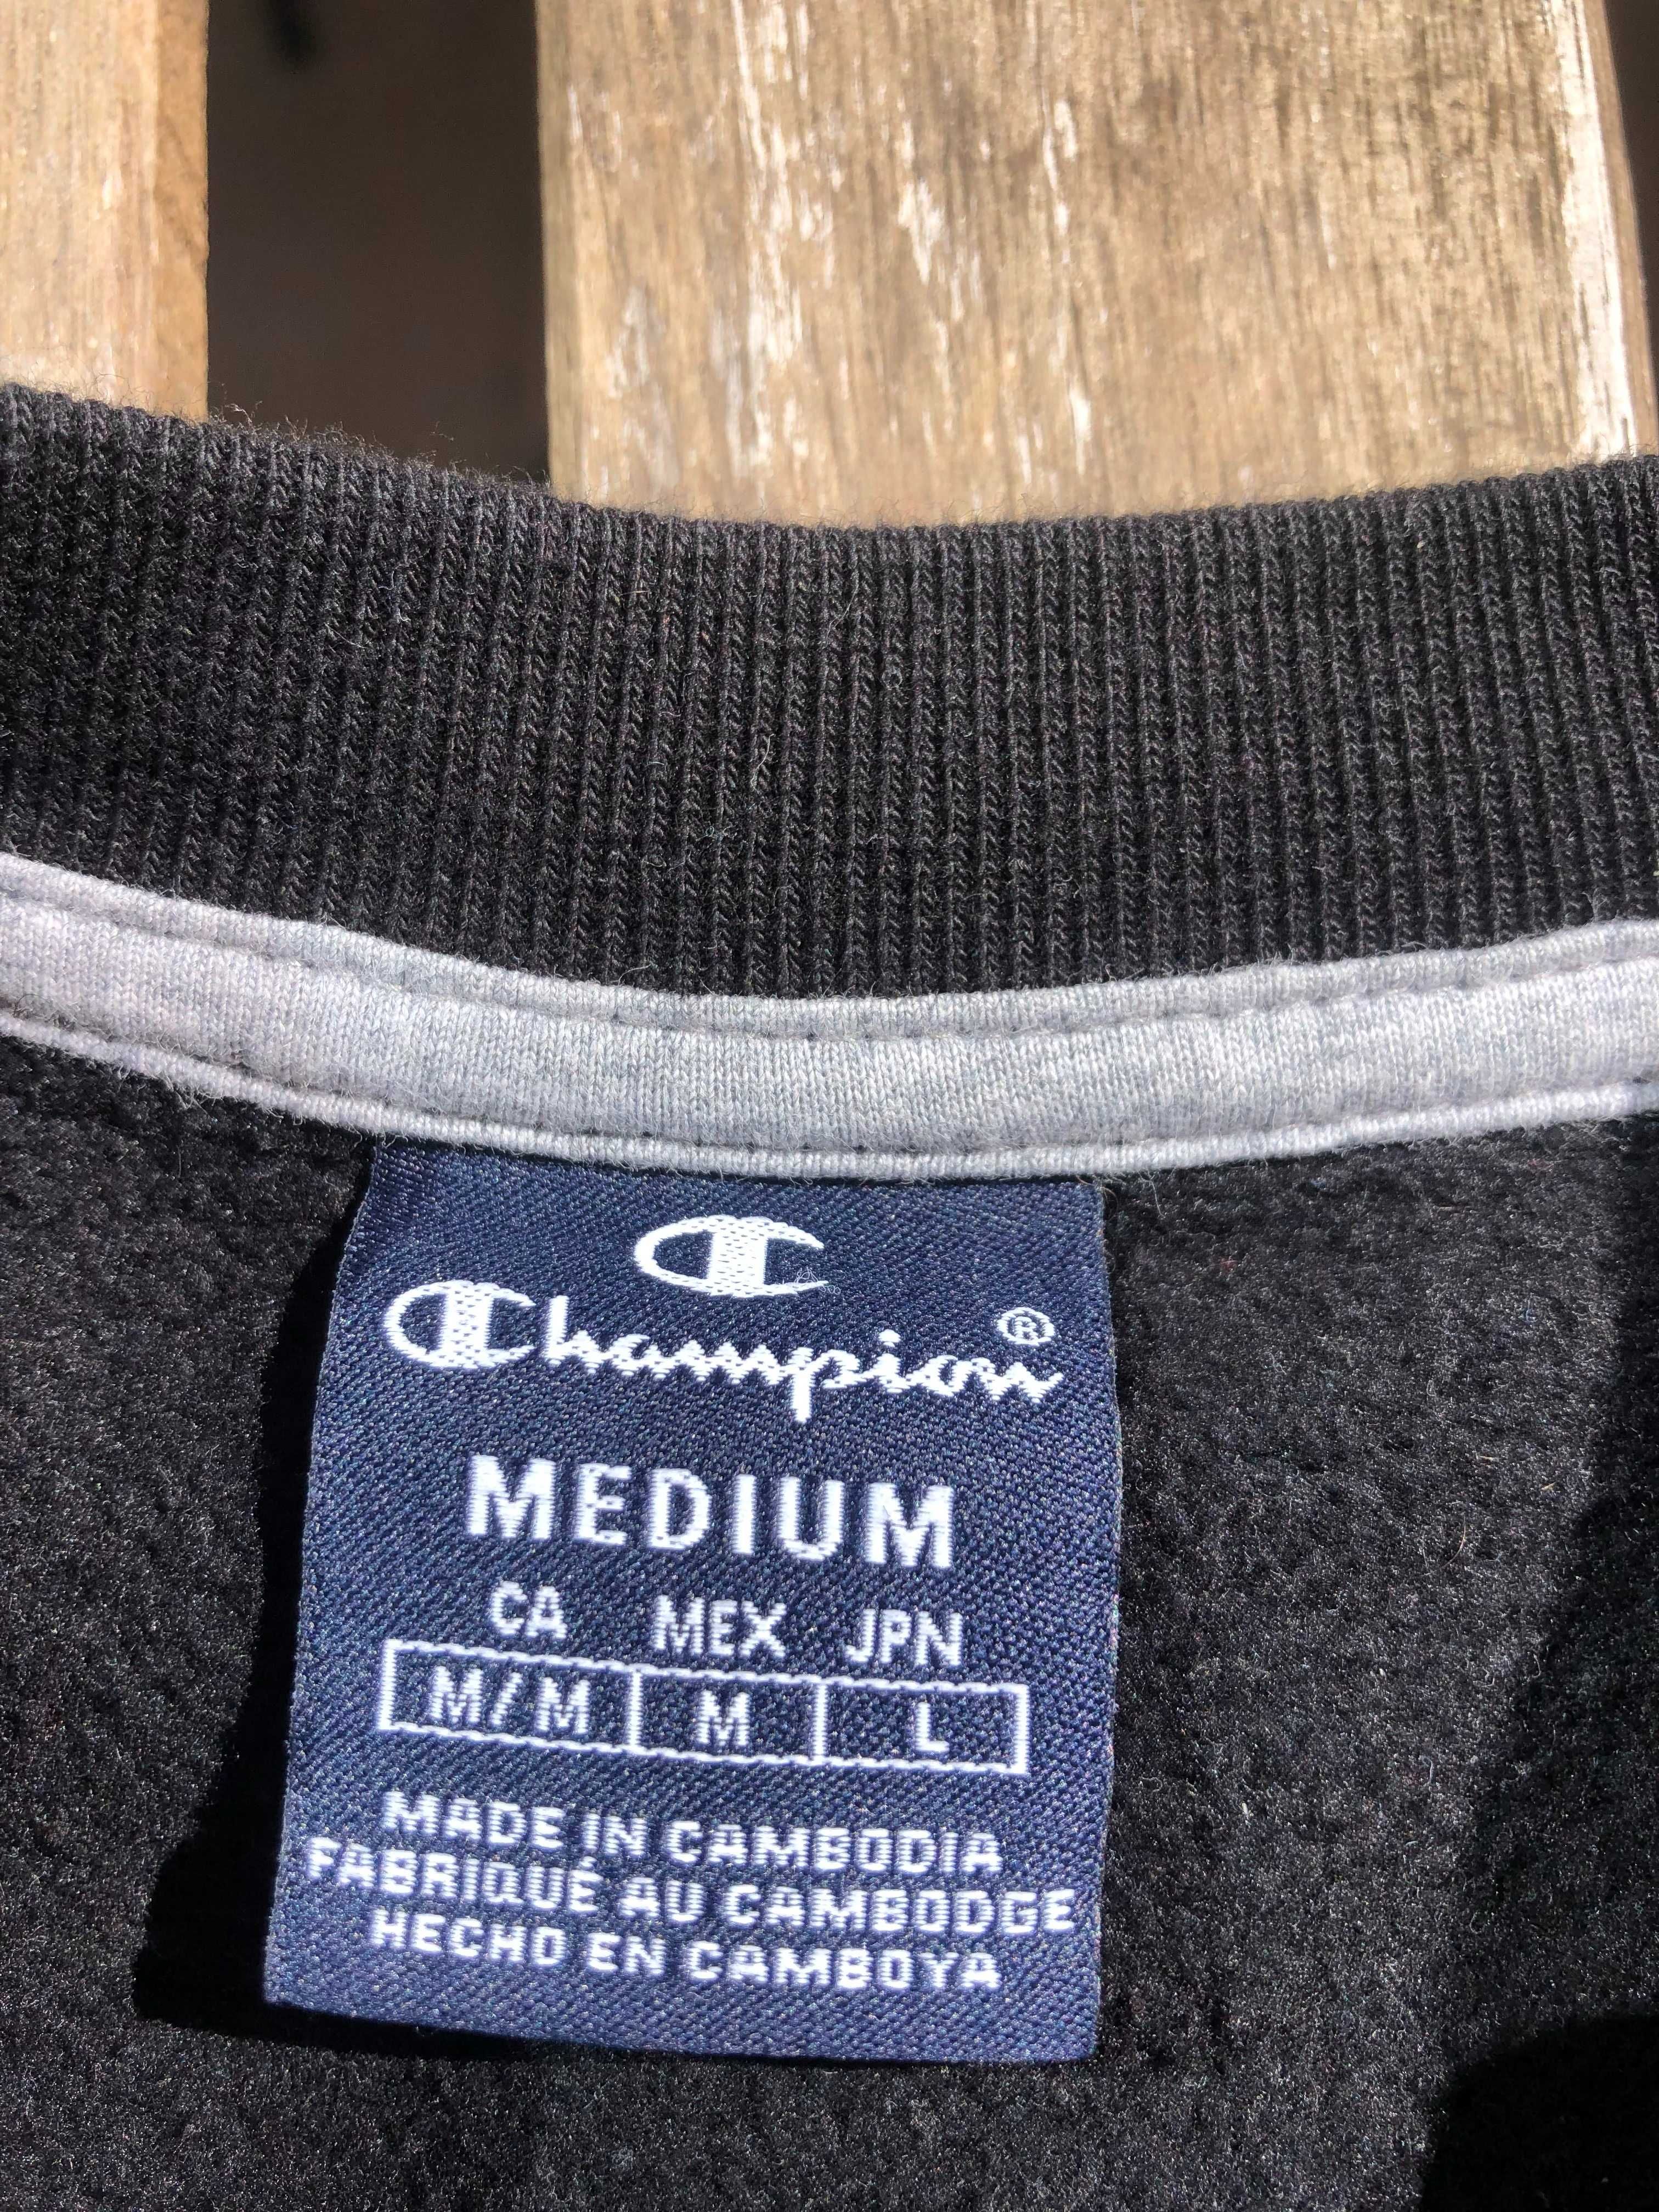 C
Champion®
MEDIUM
CA MEX JPN
M/M M L
MADE IN CAMBODIA
FABRIQUÉ AU CAMBODGE
HECHO EN CAMBOYA